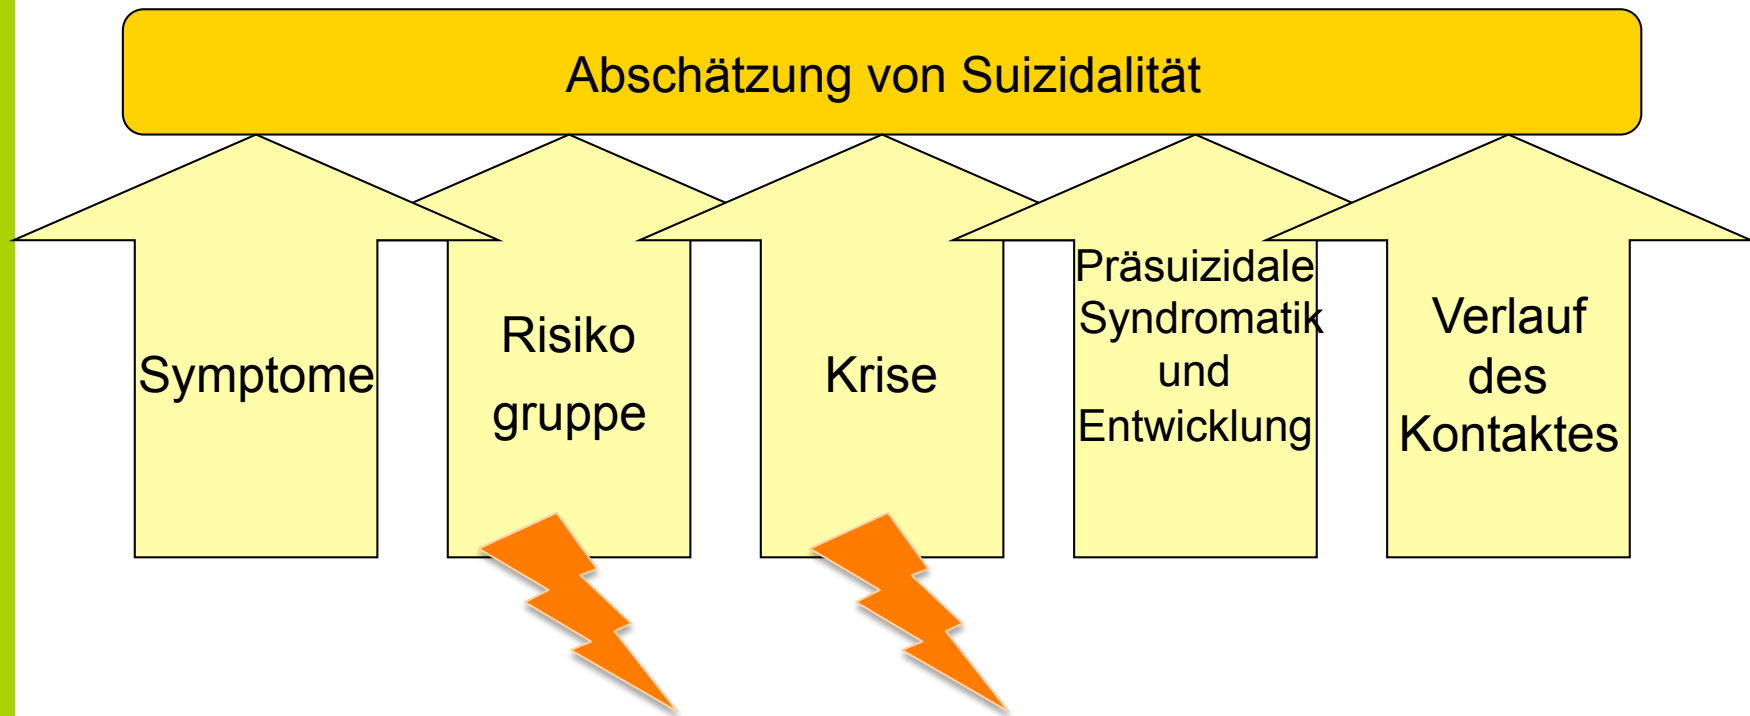 Abschätzung von Suizidalität
Symptome
Risiko
gruppe
Krise
Präsuizidale
Syndromatik
und
Entwicklung
Verlauf
des
Kontaktes